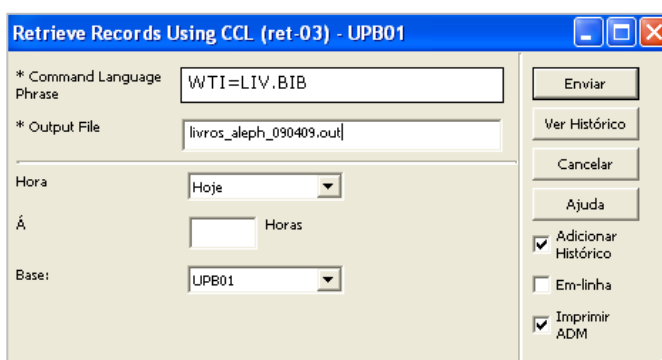 Retrieve Records Using CCL (ret-03) - UPB01
* Command Language
Phrase
WTI=LIV.BIB
* Output File
livros_aleph_090409.out
Hora
Hoje
Á
Horas
Base:
UPB01
Enviar
Ver Histórico
Cancelar
Ajuda
Adicionar
Histórico
Em-linha
Imprimir
ADM